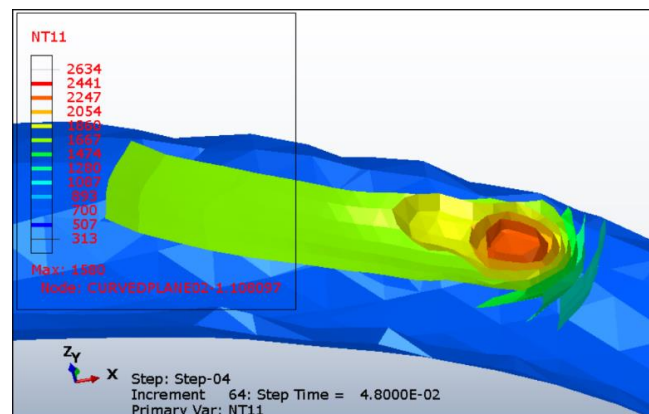 NT11
2634
2441
2247
2054
1860
1667
1474
1280
1087
893
700
507
313
Max: 1580
Node: CURVEDPLANE02-1.108097
Z
Y
X
Step: Step-04
Increment 64: Step Time = 4.8000E-02
Primary Var: NT11